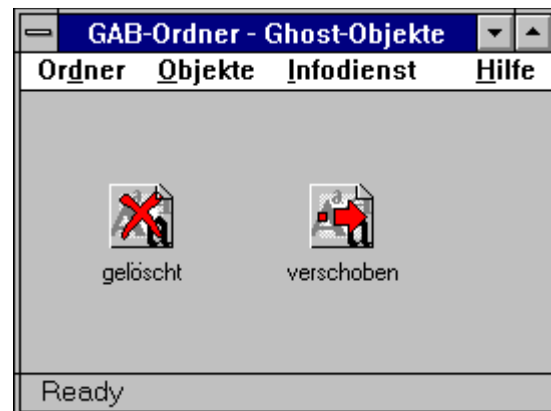 GAB-Ordner - Ghost-Objekte
Ordner Objekte Infodienst Hilfe
gelöscht verschoben
Ready